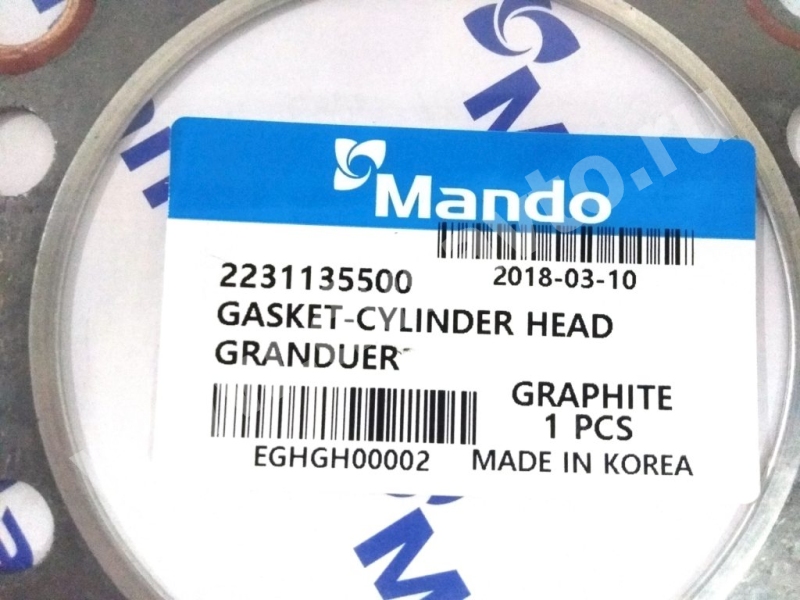 Mando
2018-03-10
2231135500
GASKET-CYLINDER HEAD
GRANDUER
GRAPHITE
1 PCS
EGHGH00002
MADE IN KOREA